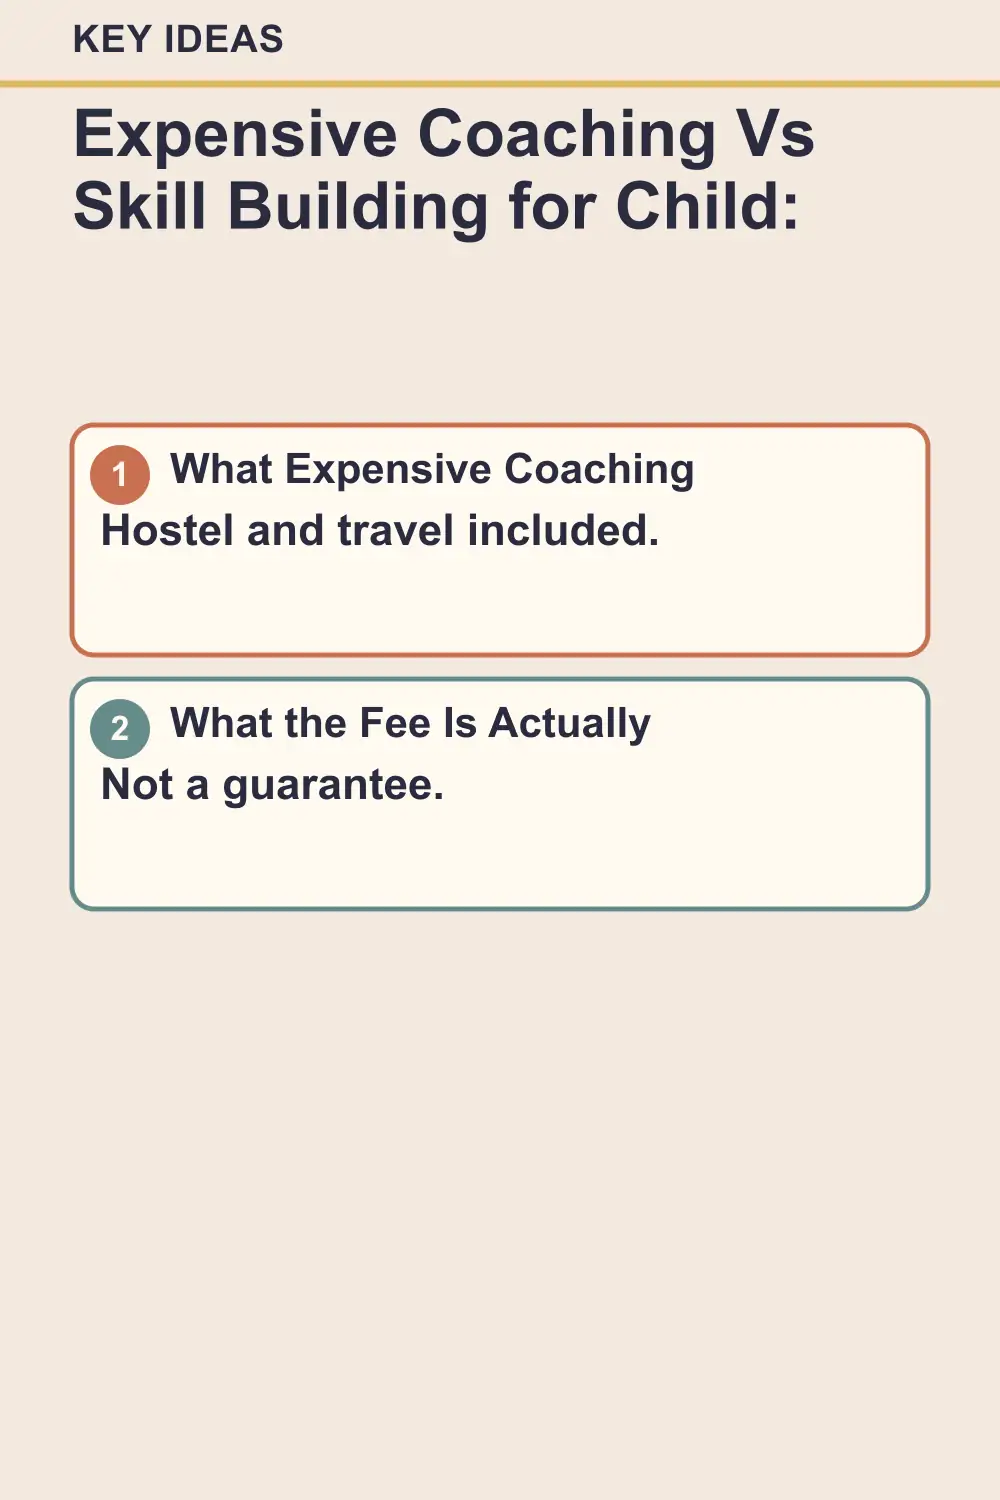 KEY IDEAS
Expensive Coaching Vs
Skill Building for Child:
1 What Expensive Coaching
Hostel and travel included.
2 What the Fee Is Actually
Not a guarantee.